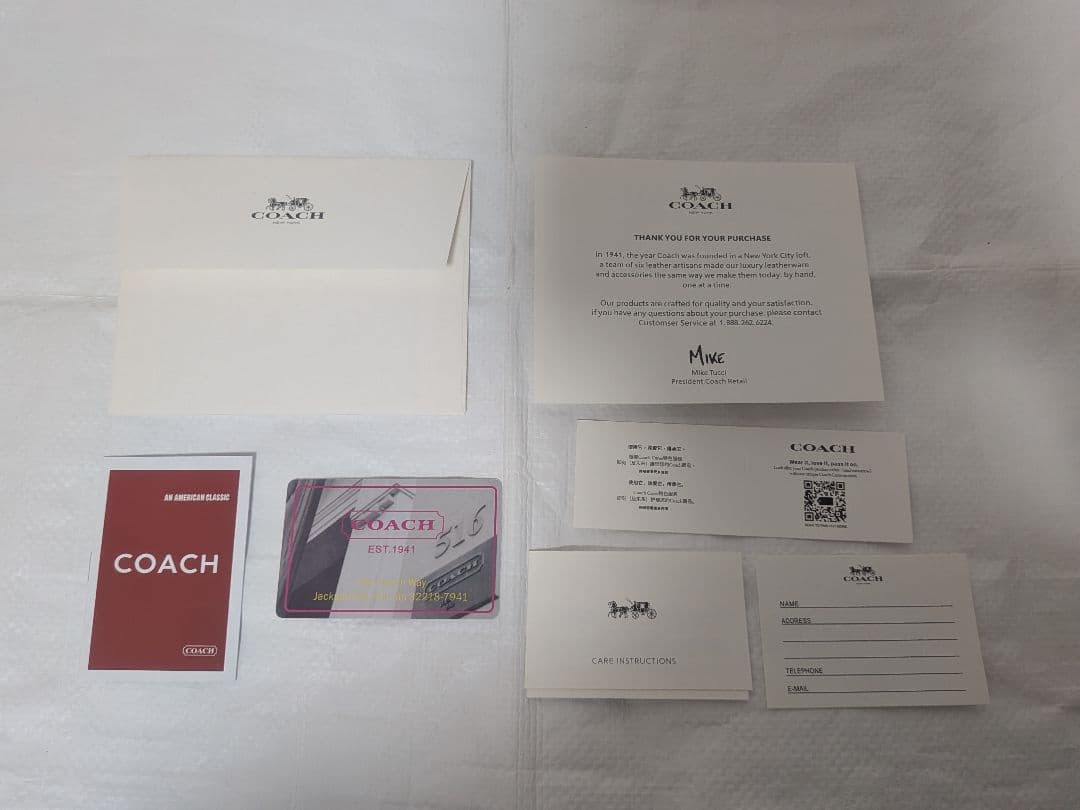 COACH
NEW YORK
COACH
NEW YORK
THANK YOU FOR YOUR PURCHASE
In 1941, the year Coach was founded in a New York City loft,
a team of six leather artisans made our luxury leatherware
and accessories the same way we make them today, by hand,
one at a time.
Our products are crafted for quality and your satisfaction,
if you have any questions about your purchase, please contact
Customser Service at 1.888.262.6224.
MIKE
Mike Tucci
President Coach Retail
COACH
Wear it, love it, pass it on.
AN AMERICAN CLASSIC
COACH
COACH
COACH
EST.1941
516
COACH
Way
32218-7941
CARE INSTRUCTIONS
COACH
NAME
ADDRESS
TELEPHONE
E-MAIL